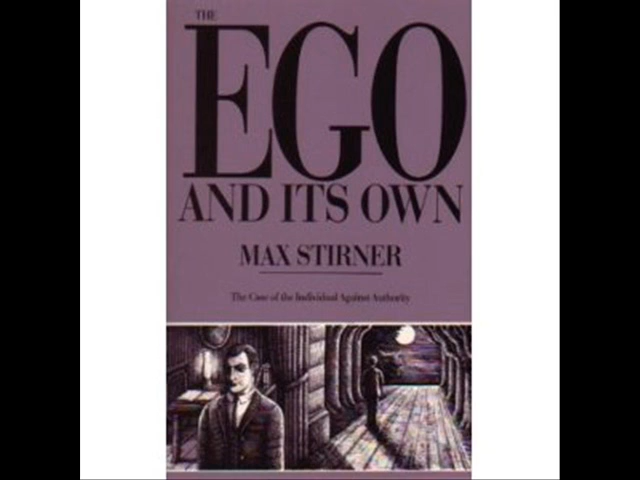 THE
EGO
AND ITS OWN
MAX STIRNER
The Case of the Individual Against Authority